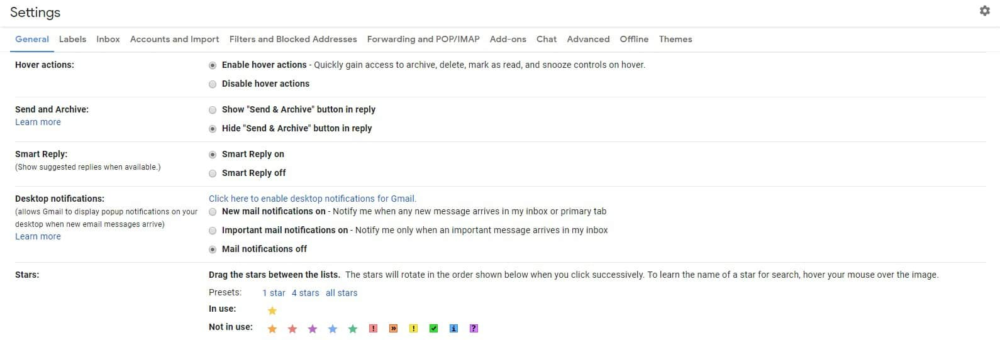 Settings
General Labels Inbox Accounts and Import Filters and Blocked Addresses Forwarding and POP/IMAP Add-ons Chat Advanced Offline Themes
Hover actions:
Enable hover actions - Quickly gain access to archive, delete, mark as read, and snooze controls on hover.
Disable hover actions
Send and Archive:
Learn more
Show "Send & Archive" button in reply
Hide "Send & Archive" button in reply
Smart Reply:
(Show suggested replies when available.)
Smart Reply on
Smart Reply off
Desktop notifications:
(allows Gmail to display popup notifications on your
desktop when new email messages arrive)
Learn more
Click here to enable desktop notifications for Gmail.
New mail notifications on - Notify me when any new message arrives in my inbox or primary tab
Important mail notifications on - Notify me only when an important message arrives in my inbox
Mail notifications off
Stars:
Drag the stars between the lists. The stars will rotate in the order shown below when you click successively. To learn the name of a star for search, hover your mouse over the image.
Presets: 1 star 4 stars all stars
In use:
Not in use: ! » ! ✓ i ?